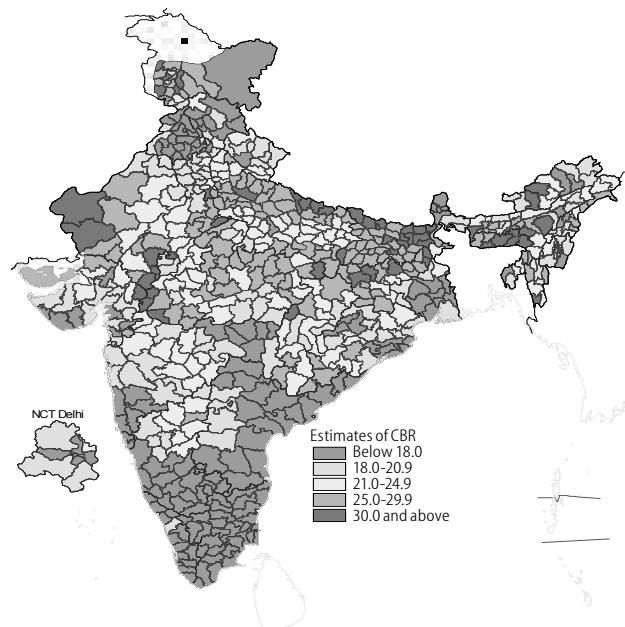 NCT Delhi
Estimates of CBR
Below 18.0
18.0-20.9
21.0-24.9
25.0-29.9
30.0 and above